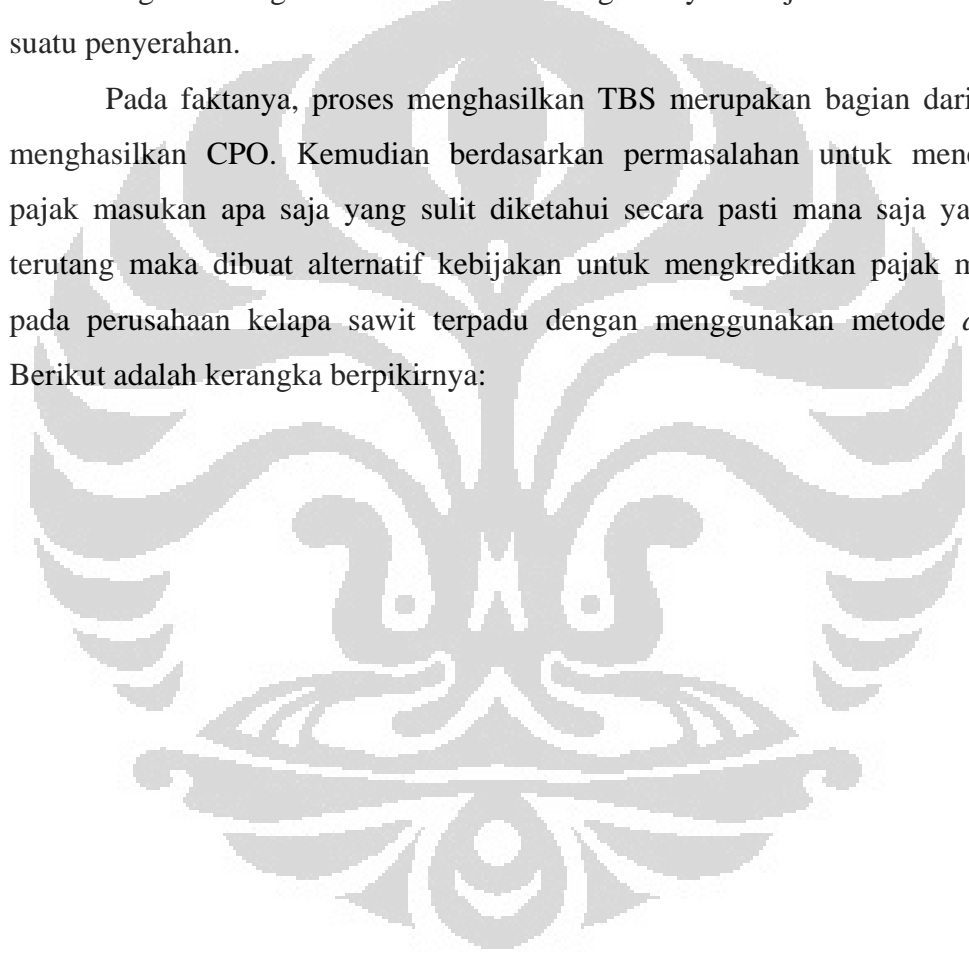 suatu penyerahan.
Pada faktanya, proses menghasilkan TBS merupakan bagian dari
menghasilkan CPO. Kemudian berdasarkan permasalahan untuk
pajak masukan apa saja yang sulit diketahui secara pasti mana saja
terutang maka dibuat alternatif kebijakan untuk mengkreditkan pajak
pada perusahaan kelapa sawit terpadu dengan menggunakan metode
Berikut adalah kerangka berpikirnya: